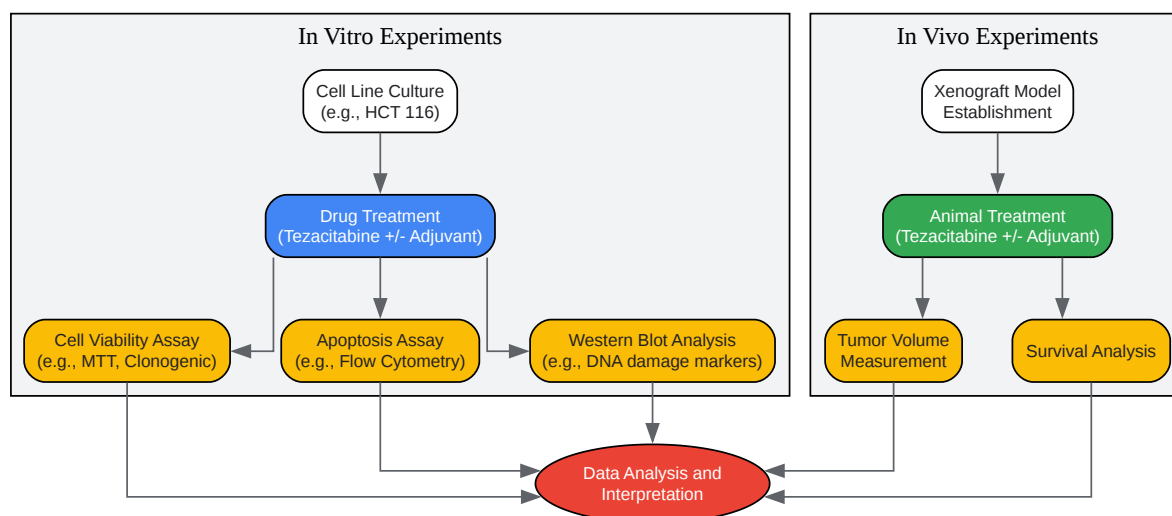 In Vitro Experiments
Cell Line Culture
(e.g., HCT 116)
Drug Treatment
(Tezacitabine +/- Adjuvant)
Cell Viability Assay
(e.g., MTT, Clonogenic)
Apoptosis Assay
(e.g., Flow Cytometry)
Western Blot Analysis
(e.g., DNA damage markers)
In Vivo Experiments
Xenograft Model
Establishment
Animal Treatment
(Tezacitabine +/- Adjuvant)
Tumor Volume
Measurement
Survival Analysis
Data Analysis and
Interpretation